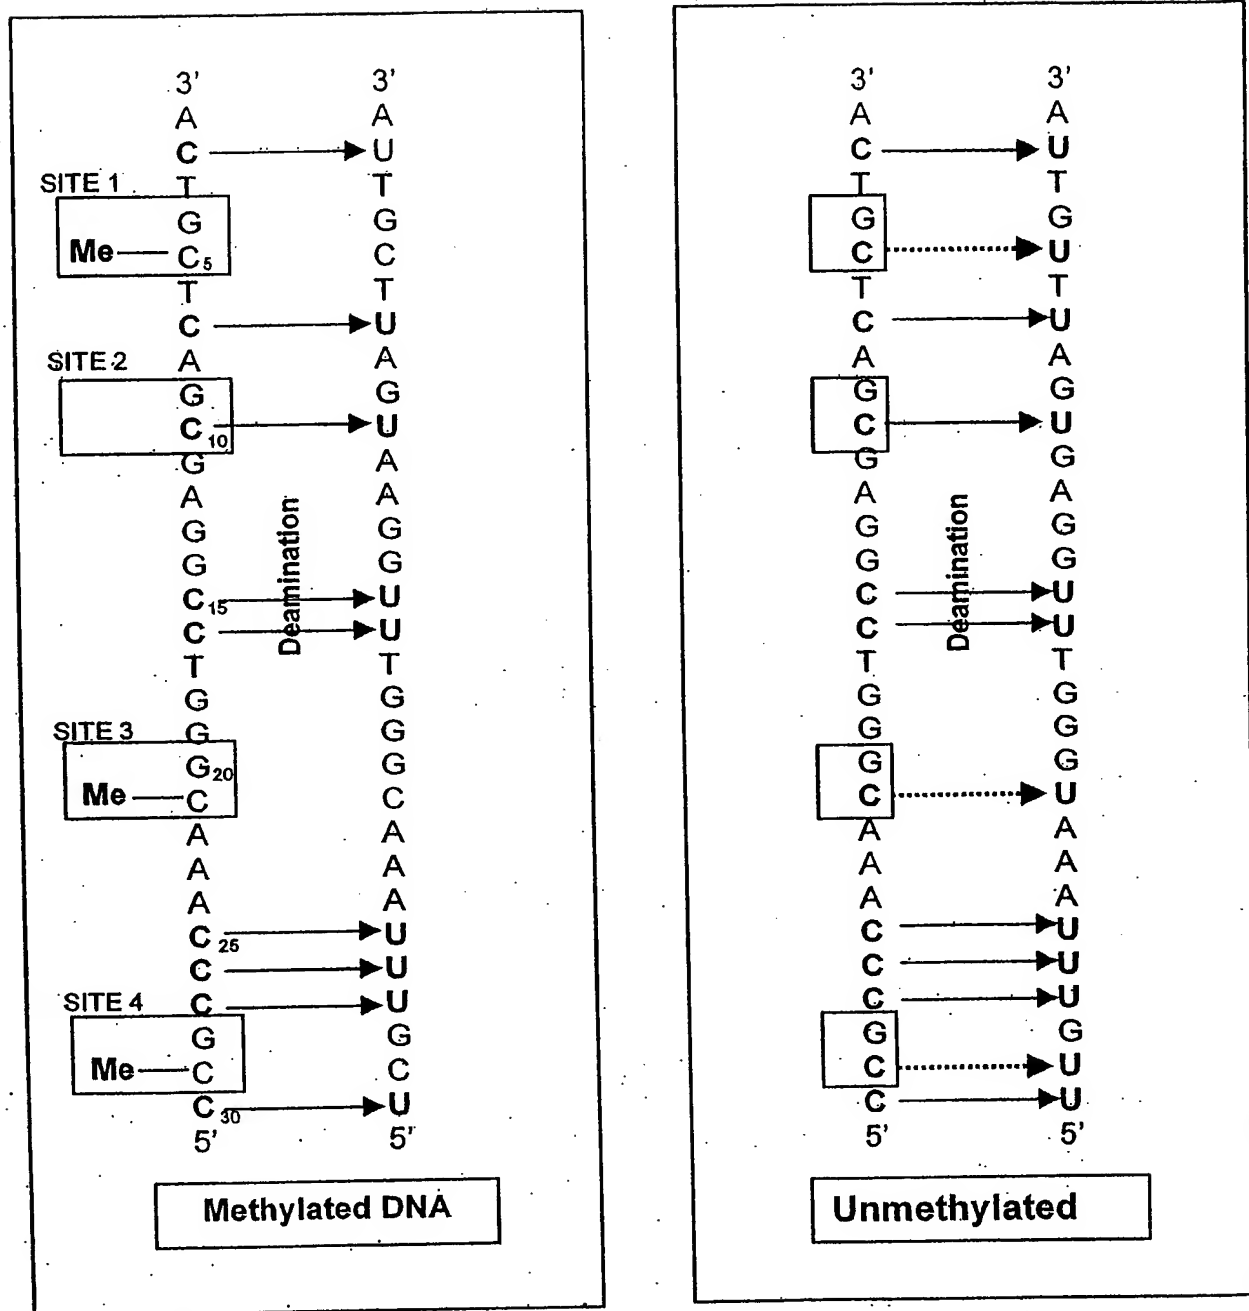 3' 3'
A A
C U
SITE 1 T T
G G
Me C5 C
T T
C U
SITE 2 A A
G G
C10 U
G A
A A
G G
G G
Deamination
C15 U
C U
T T
G G
SITE 3 G G
G20 G
Me C C
A A
A A
A A
C25 U
C U
SITE 4 C U
G G
Me C C
C30 U
5' 5'
Methylated DNA
3' 3'
A A
C U
T T
G G
C U
T T
C U
A A
G G
C U
G G
A A
G G
G G
Deamination
C U
C U
T T
G G
G G
G G
C U
A A
A A
A A
C U
C U
C U
G G
C U
C U
5' 5'
Unmethylated